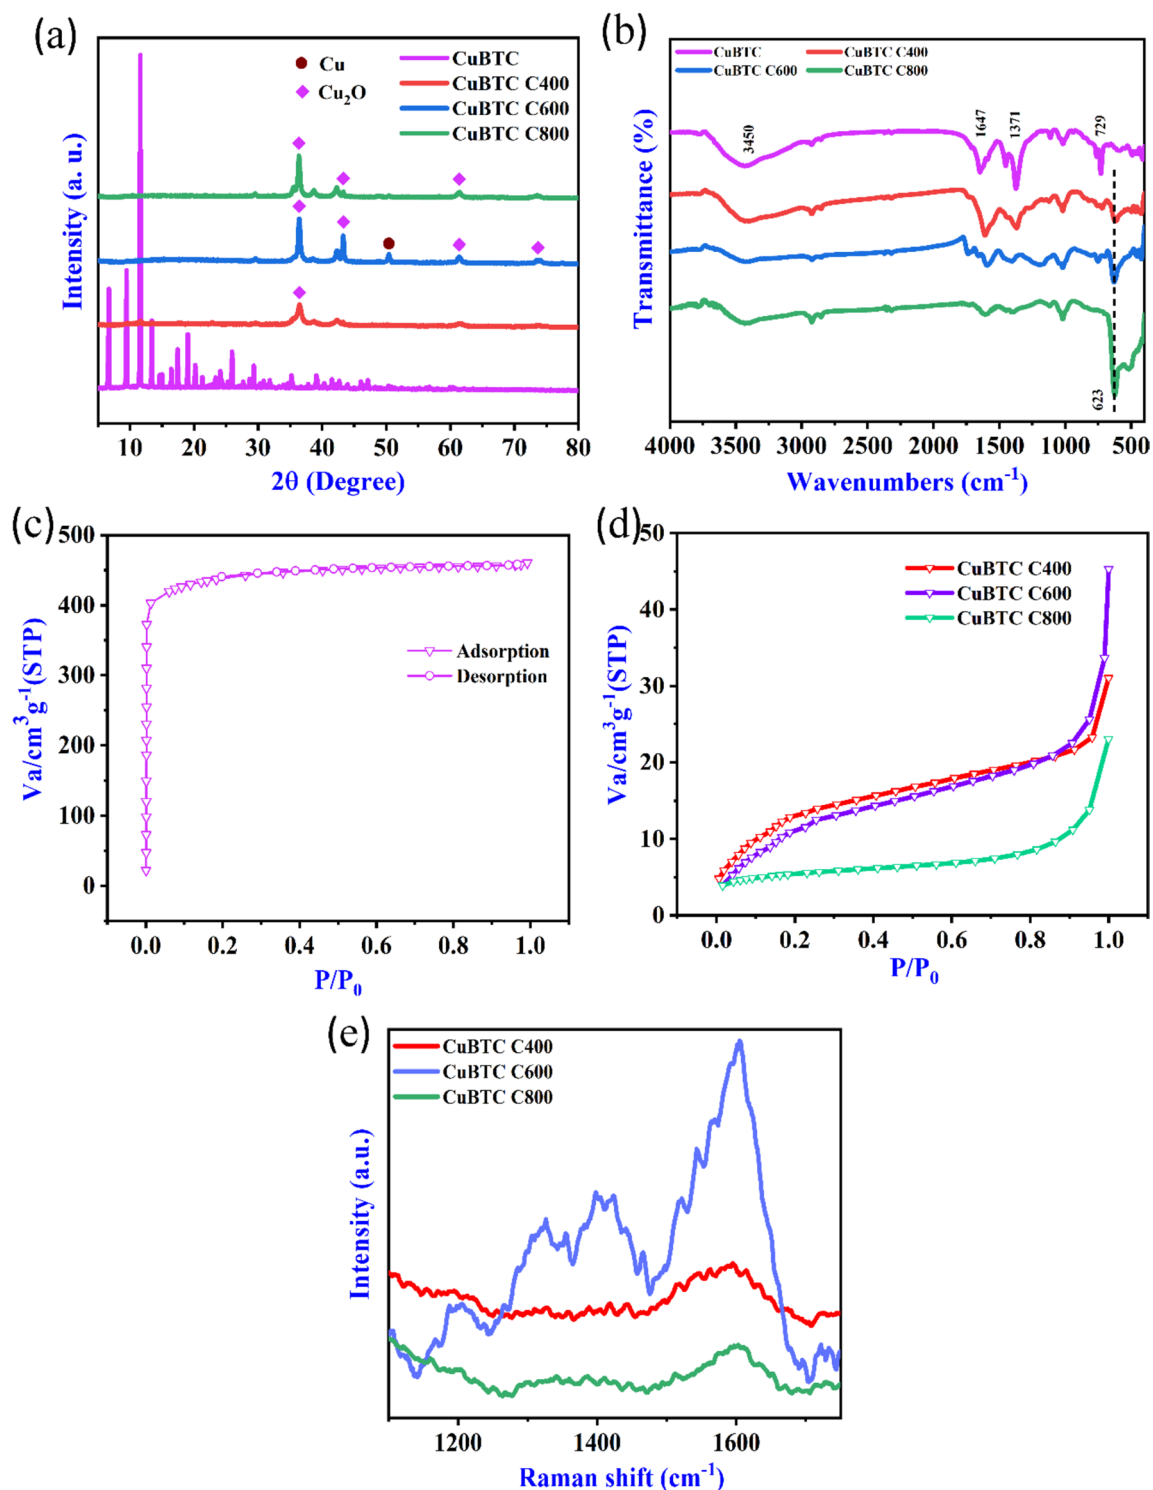 (a)
Intensity (a. u.)
Cu
Cu₂O
CuBTC
CuBTC C400
CuBTC C600
CuBTC C800
10 20 30 40 50 60 70 80
2θ (Degree)
(b)
Transmittance (%)
CuBTC
CuBTC C400
CuBTC C600
CuBTC C800
3450
1647
1371
729
623
4000 3500 3000 2500 2000 1500 1000 500
Wavenumbers (cm⁻¹)
(c)
Va/cm³g⁻¹(STP)
500
400
300
200
100
0
Adsorption
Desorption
0.0 0.2 0.4 0.6 0.8 1.0
P/P₀
(d)
Va/cm³g⁻¹(STP)
50
40
30
20
10
0
CuBTC C400
CuBTC C600
CuBTC C800
0.0 0.2 0.4 0.6 0.8 1.0
P/P₀
(e)
Intensity (a.u.)
CuBTC C400
CuBTC C600
CuBTC C800
1200 1400 1600
Raman shift (cm⁻¹)